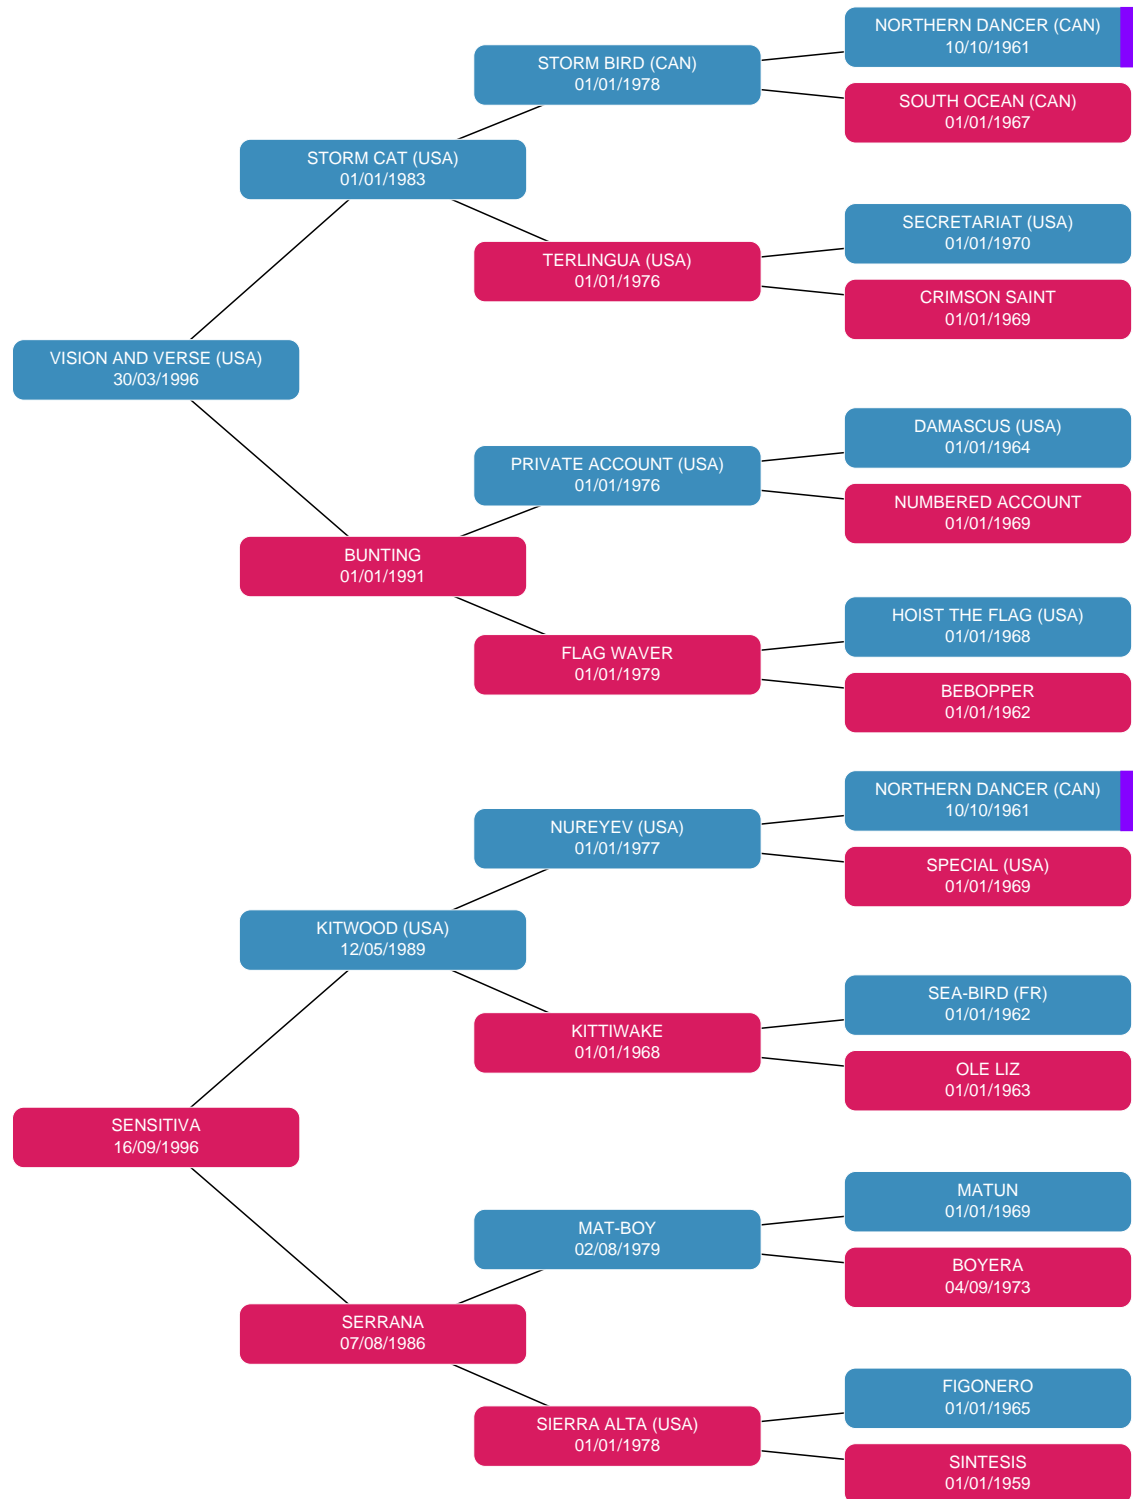 NORTHERN DANCER (CAN)
10/10/1961
STORM BIRD (CAN)
01/01/1978
SOUTH OCEAN (CAN)
01/01/1967
STORM CAT (USA)
01/01/1983
SECRETARIAT (USA)
01/01/1970
TERLINGUA (USA)
01/01/1976
CRIMSON SAINT
01/01/1969
VISION AND VERSE (USA)
30/03/1996
DAMASCUS (USA)
01/01/1964
PRIVATE ACCOUNT (USA)
01/01/1976
NUMBERED ACCOUNT
01/01/1969
BUNTING
01/01/1991
HOIST THE FLAG (USA)
01/01/1968
FLAG WAVER
01/01/1979
BEBOPPER
01/01/1962
NORTHERN DANCER (CAN)
10/10/1961
NUREYEV (USA)
01/01/1977
SPECIAL (USA)
01/01/1969
KITWOOD (USA)
12/05/1989
SEA-BIRD (FR)
01/01/1962
KITTIWAKE
01/01/1968
OLE LIZ
01/01/1963
SENSITIVA
16/09/1996
MATUN
01/01/1969
MAT-BOY
02/08/1979
BOYERA
04/09/1973
SERRANA
07/08/1986
FIGONERO
01/01/1965
SIERRA ALTA (USA)
01/01/1978
SINTESIS
01/01/1959